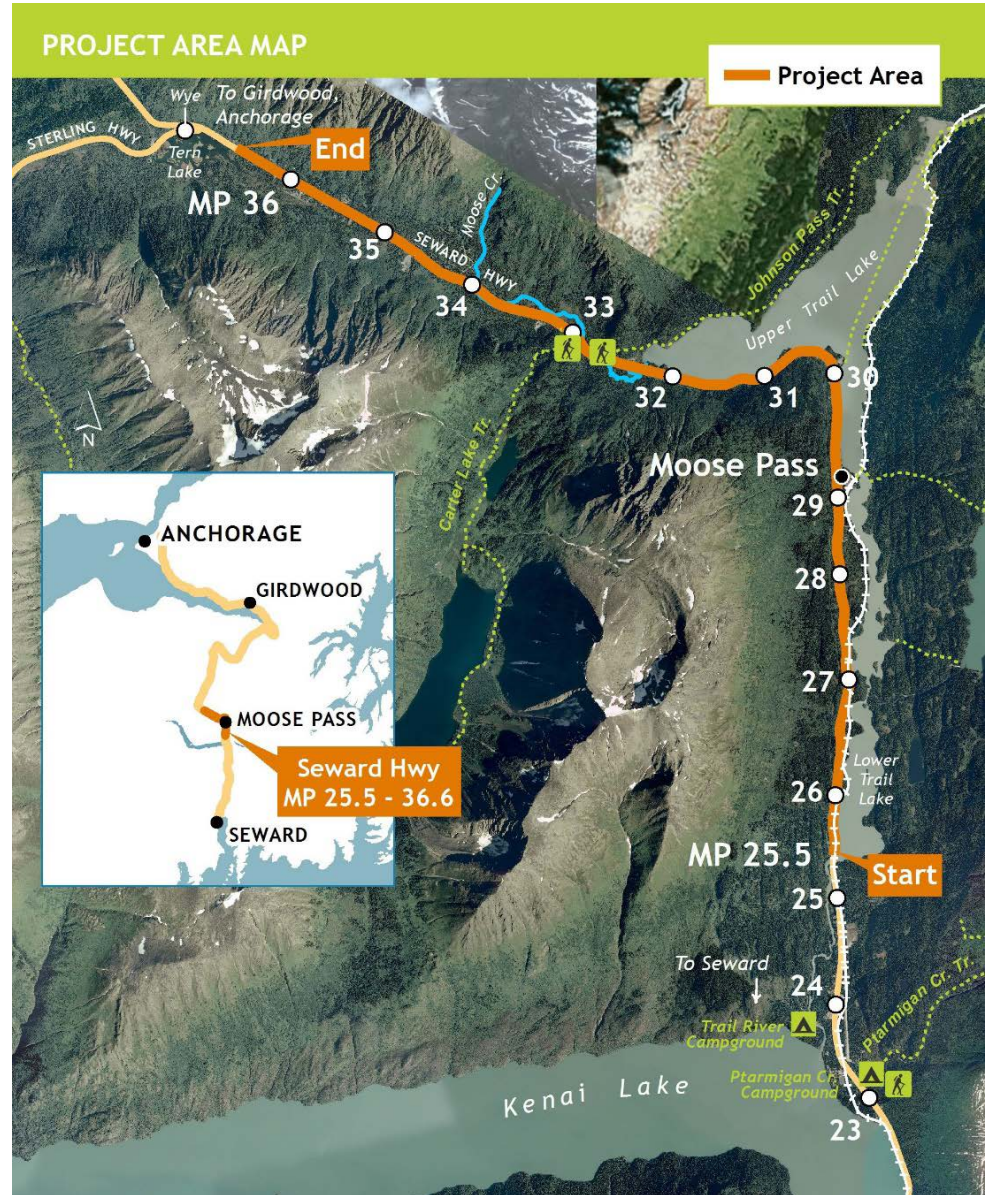 PROJECT AREA MAP
Project Area
Wye
To Girdwood,
Anchorage
STERLING HWY
Tern
Lake
End
MP 36
35
Moose Cr.
SEWARD HWY
34
33
Johnson Pass Tr.
Upper Trail Lake
32
31
30
N
Carter Lake Tr.
Moose Pass
29
28
27
Lower
Trail
Lake
26
MP 25.5
Start
25
To Seward
24
Trail River
Campground
Ptarmigan Cr. Tr.
Ptarmigan Cr.
Campground
Kenai Lake
23
ANCHORAGE
GIRDWOOD
MOOSE PASS
Seward Hwy
MP 25.5 - 36.6
SEWARD